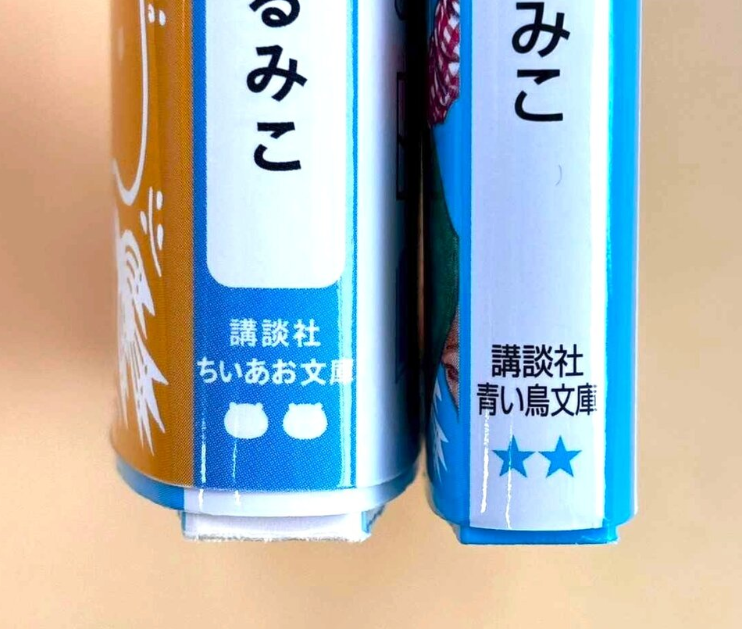 るみこ
講談社
ちいあお文庫
みこ
講談社
青い鳥文庫
★★